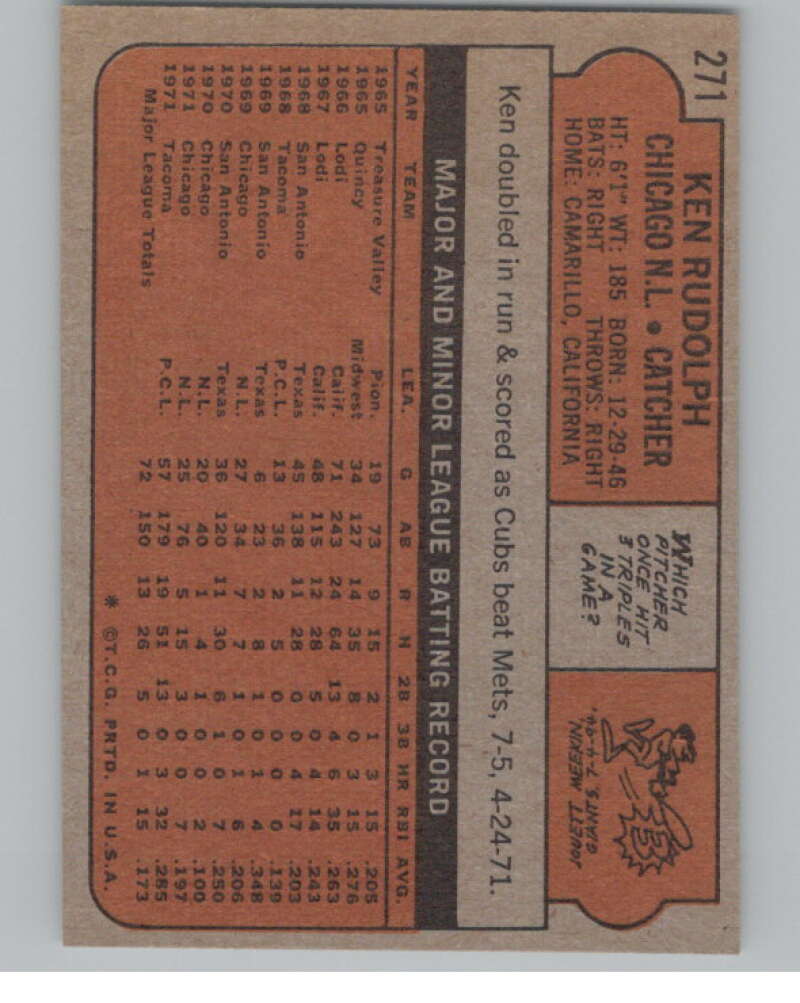 271
KEN RUDOLPH
CHICAGO N.L. • CATCHER
HT: 6'1" WT: 185 BORN: 12-29-46
BATS: RIGHT THROWS: RIGHT
HOME: CAMARILLO, CALIFORNIA
WHICH
PITCHER
ONCE HIT
3 TRIPLES
IN A
GAME?
JOUETT MEEKIN,
GIANTS, 7-4-94.
Ken doubled in run & scored as Cubs beat Mets, 7-5, 4-24-71.
MAJOR AND MINOR LEAGUE BATTING RECORD
YEAR TEAM LEA. G AB R H 2B 3B HR RBI AVG.
1965 Treasure Valley Pion. 19 73 9 15 2 1 3 15 .205
1965 Quincy Midwest 34 127 14 35 8 0 3 15 .276
1966 Lodi Calif. 71 243 24 64 13 4 6 35 .263
1967 Lodi Calif. 48 115 12 28 5 0 4 14 .243
1968 San Antonio Texas 45 138 11 28 0 0 4 17 .203
1968 Tacoma P.C.L. 13 36 2 5 0 0 0 0 .139
1969 San Antonio Texas 6 23 2 8 1 0 1 4 .348
1969 Chicago N.L. 27 34 7 7 1 0 1 6 .206
1970 San Antonio Texas 36 120 11 30 6 1 0 7 .250
1970 Chicago N.L. 20 40 1 4 1 0 0 2 .100
1971 Chicago N.L. 25 76 5 15 3 0 0 7 .197
1971 Tacoma P.C.L. 57 179 19 51 13 0 3 32 .285
Major League Totals 72 150 13 26 5 0 1 15 .173
* ©T.C.G. PRTD. IN U.S.A.